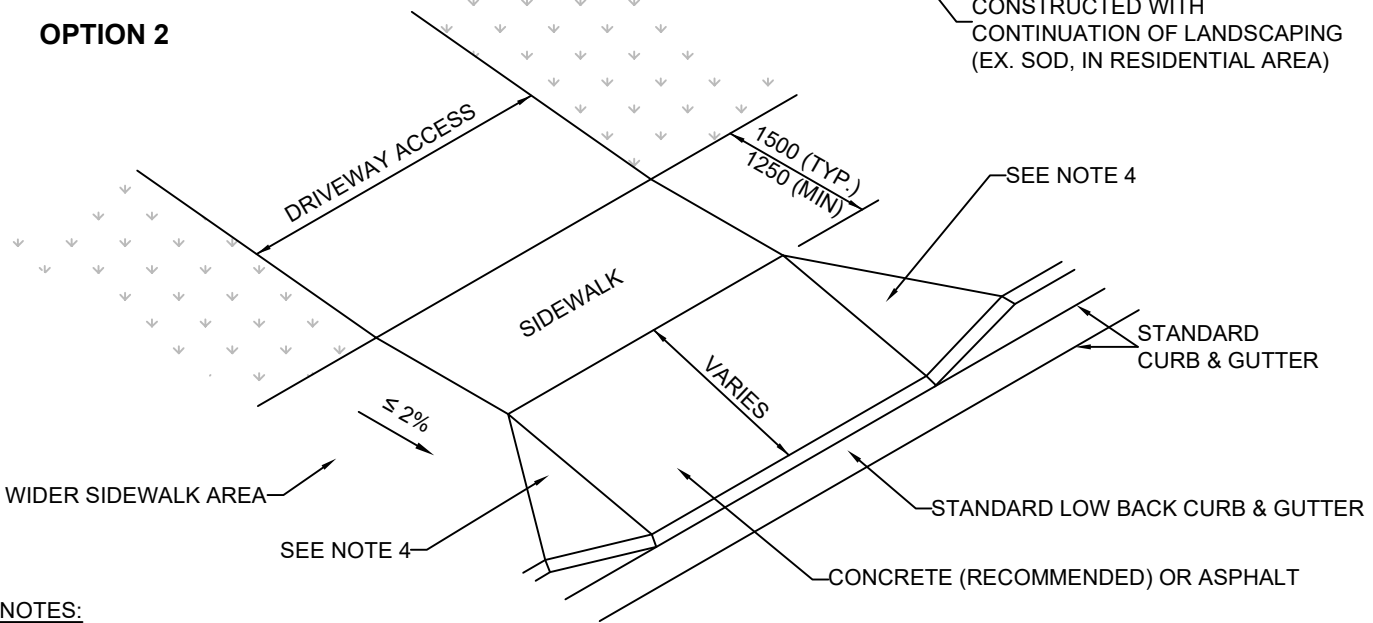 CONSTRUCTED WITH
OPTION 2
CONTINUATION OF LANDSCAPING
(EX. SOD, IN RESIDENTIAL AREA)
DRIVEWAY ACCESS
1500 (TYP.)
1250 (MIN)
SEE NOTE 4
SIDEWALK
STANDARD
CURB & GUTTER
VARIES
≤ 2%
WIDER SIDEWALK AREA
STANDARD LOW BACK CURB & GUTTER
SEE NOTE 4
CONCRETE (RECOMMENDED) OR ASPHALT
NOTES: